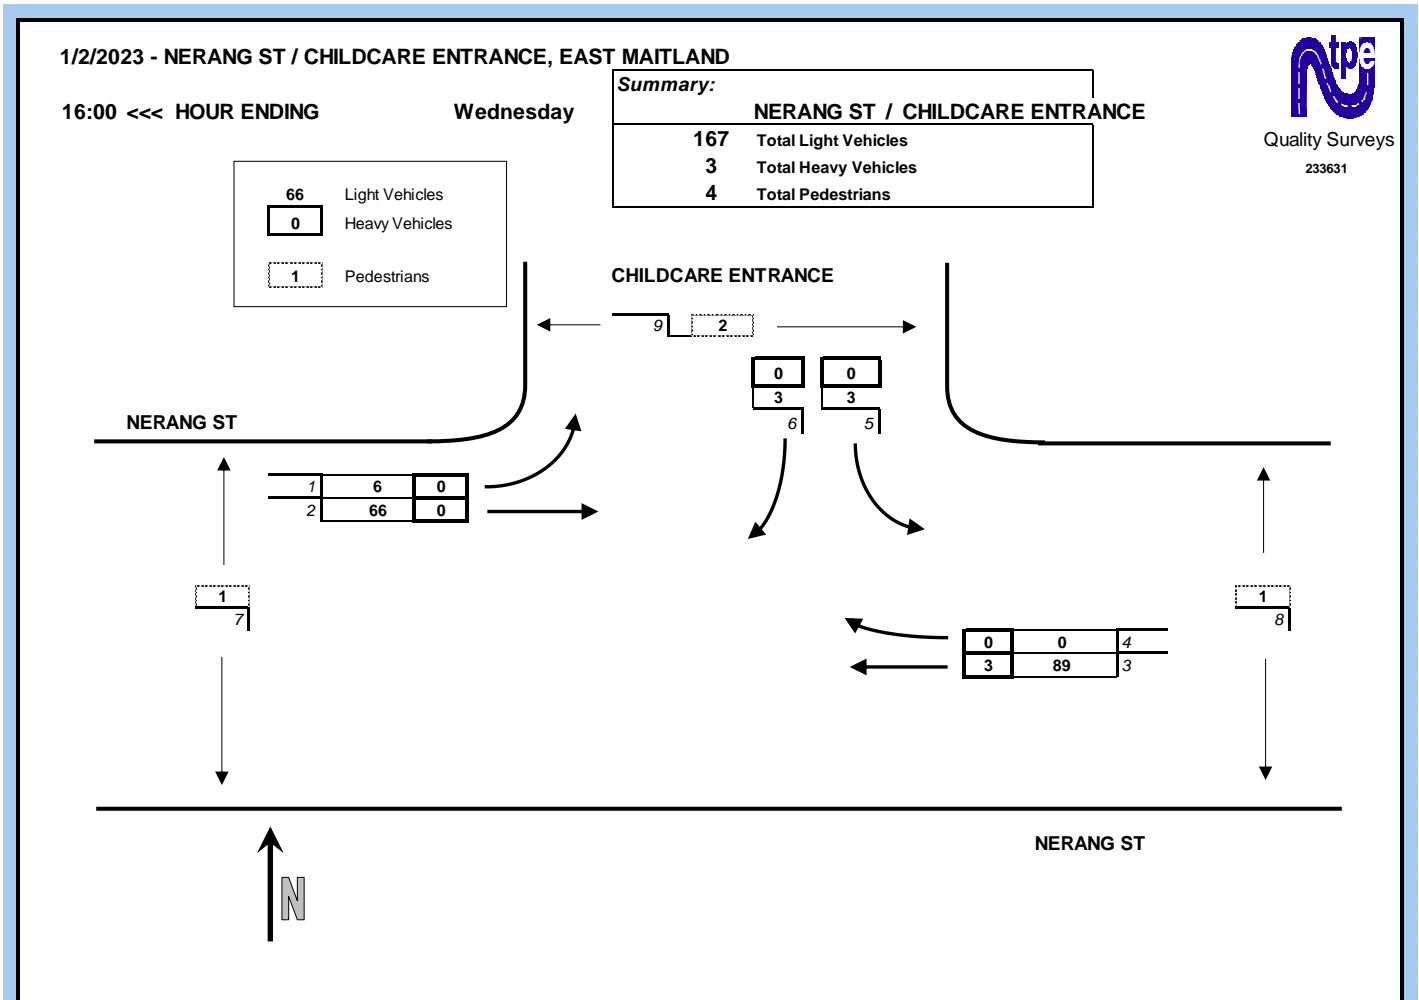 1/2/2023 - NERANG ST / CHILDCARE ENTRANCE, EAST MAITLAND
tpe
Summary:
16:00 <<< HOUR ENDING Wednesday NERANG ST / CHILDCARE ENTRANCE
167 Total Light Vehicles
Quality Surveys
3 Total Heavy Vehicles
233631
4 Total Pedestrians
66 Light Vehicles
0 Heavy Vehicles
1 Pedestrians
CHILDCARE ENTRANCE
9 2
0 0
3 3
6 5
NERANG ST
1 6 0
2 66 0
1
7
1
8
0 0 4
3 89 3
NERANG ST
N